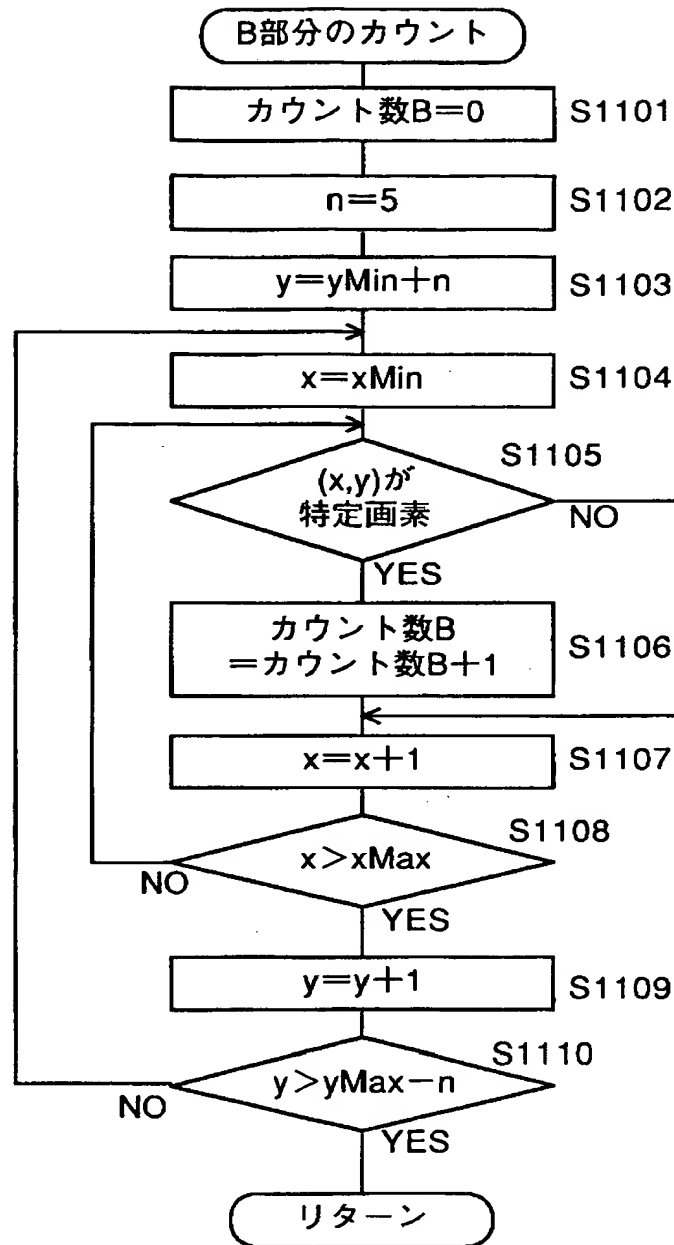 B部分のカウント
カウント数B=0
S1101
n=5
S1102
y=yMin+n
S1103
x=xMin
S1104
S1105
(x,y)が
特定画素
NO
YES
カウント数B
=カウント数B+1
S1106
x=x+1
S1107
S1108
x>xMax
NO
YES
y=y+1
S1109
S1110
y>yMax-n
NO
YES
リターン